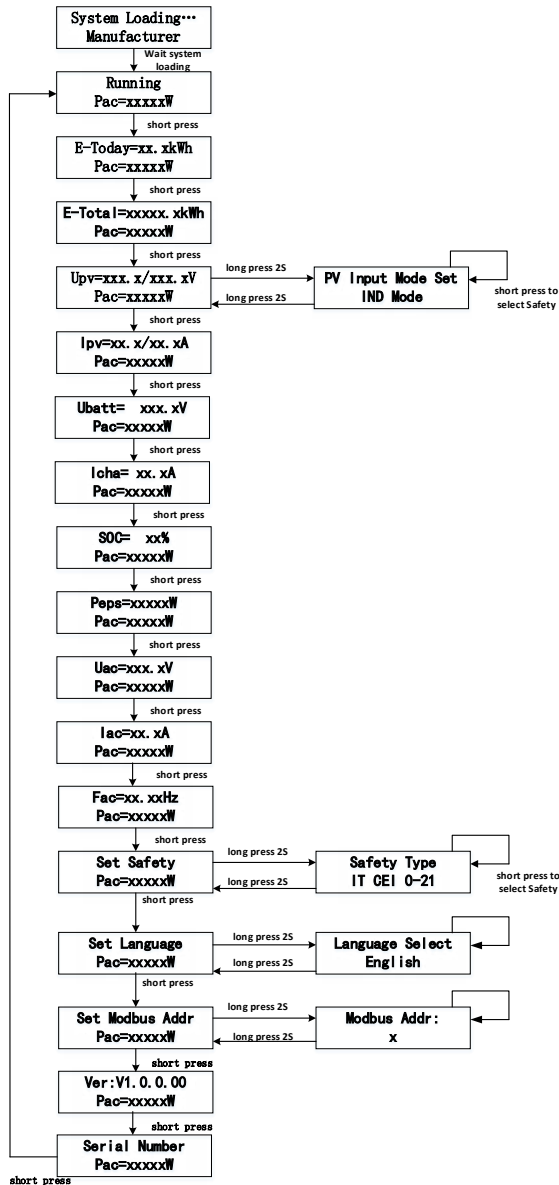 System Loading···
Manufacturer
Wait system
loading
Running
Pac=xxxxxW
short press
E-Today=xx.xkWh
Pac=xxxxxW
short press
E-Total=xxxxx.xkWh
Pac=xxxxxW
short press
Upv=xxx.x/xxx.xV
Pac=xxxxxW
long press 2S
long press 2S
PV Input Mode Set
IND Mode
short press to
select Safety
short press
Ipv=xx.x/xx.xA
Pac=xxxxxW
short press
Ubatt= xxx.xV
Pac=xxxxxW
short press
Icha= xx.xA
Pac=xxxxxW
short press
SOC= xx%
Pac=xxxxxW
short press
Peps=xxxxxW
Pac=xxxxxW
short press
Uac=xxx.xV
Pac=xxxxxW
short press
Iac=xx.xA
Pac=xxxxxW
short press
Fac=xx.xxHz
Pac=xxxxxW
short press
Set Safety
Pac=xxxxxW
long press 2S
long press 2S
Safety Type
IT CEI 0-21
short press to
select Safety
short press
Set Language
Pac=xxxxxW
long press 2S
long press 2S
Language Select
English
short press
Set Modbus Addr
Pac=xxxxxW
long press 2S
long press 2S
Modbus Addr:
x
short press
Ver:V1.0.0.00
Pac=xxxxxW
short press
Serial Number
Pac=xxxxxW
short press